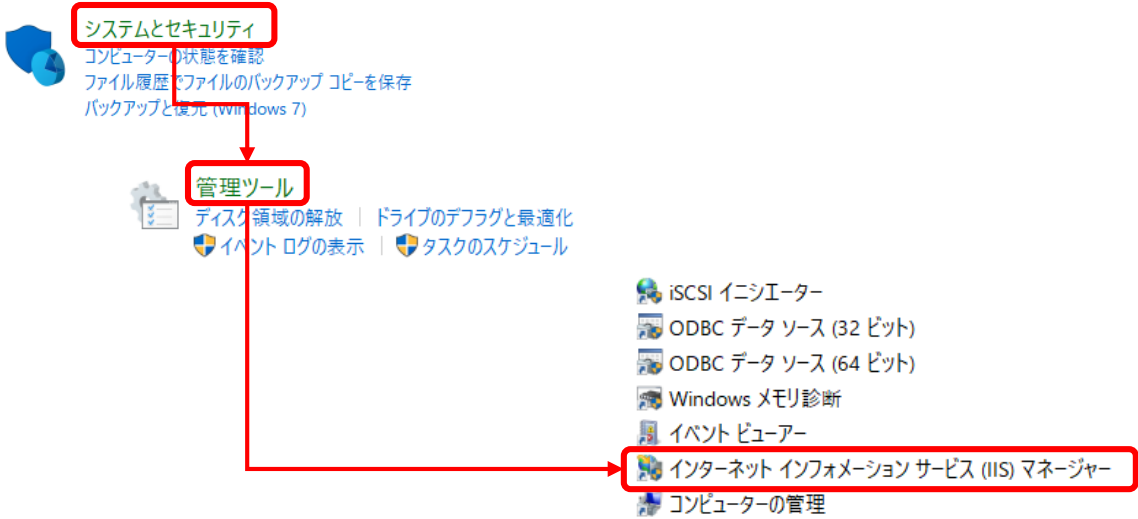 システムとセキュリティ
コンピューターの状態を確認
ファイル履歴でファイルのバックアップ コピーを保存
バックアップと復元 (Windows 7)
管理ツール
ディスク領域の解放 | ドライブのデフラグと最適化
イベント ログの表示 | タスクのスケジュール
iSCSI イニシエーター
ODBC データ ソース (32 ビット)
ODBC データ ソース (64 ビット)
Windows メモリ診断
イベント ビューアー
インターネット インフォメーション サービス (IIS) マネージャー
コンピューターの管理